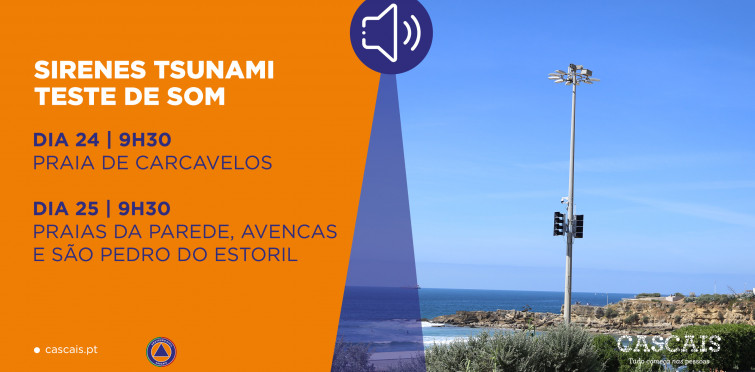 SIRENES TSUNAMI
TESTE DE SOM
DIA 24 | 9H30
PRAIA DE CARCAVELOS
DIA 25 | 9H30
PRAIAS DA PAREDE, AVENCAS
E SÃO PEDRO DO ESTORIL
cascais.pt
CASCAIS
Tudo começa nas pessoas